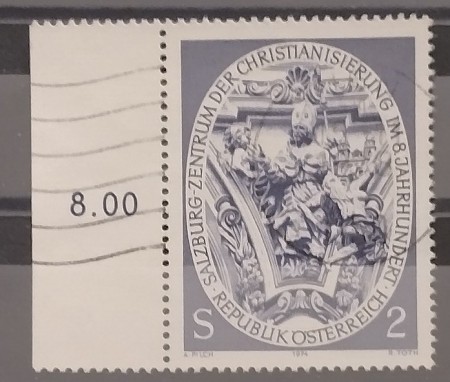 8.00
· SALZBURG-ZENTRUM DER CHRISTIANISIERUNG IM 8. JAHRHUNDERT ·
REPUBLIK ÖSTERREICH
S 2
A. PILCH 1974 G. TOTH